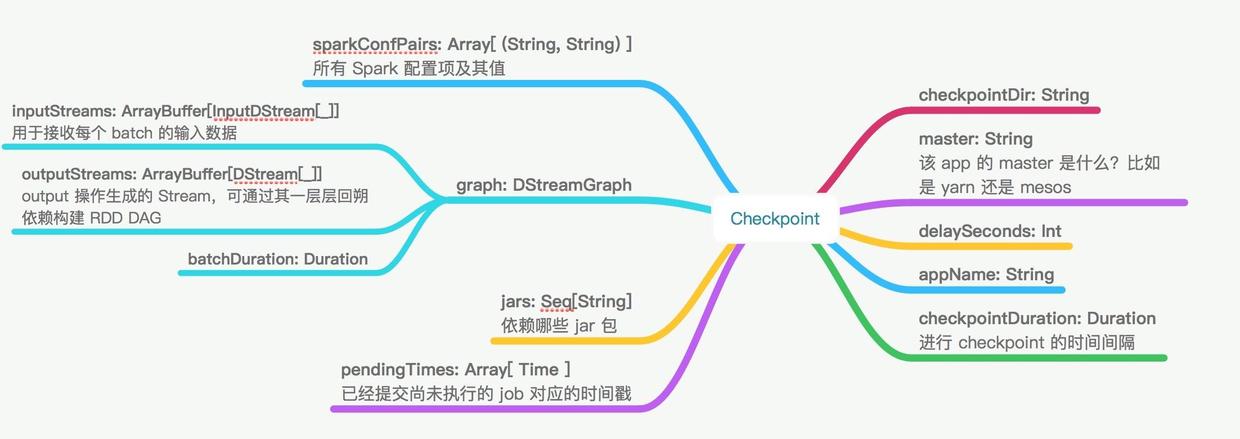 sparkConfPairs: Array[ (String, String) ]
所有 Spark 配置项及其值
inputStreams: ArrayBuffer[InputDStream[_]]
用于接收每个 batch 的输入数据
outputStreams: ArrayBuffer[DStream[_]]
output 操作生成的 Stream，可通过其一层层回朔
依赖构建 RDD DAG
batchDuration: Duration
graph: DStreamGraph
jars: Seq[String]
依赖哪些 jar 包
pendingTimes: Array[ Time ]
已经提交尚未执行的 job 对应的时间戳
Checkpoint
checkpointDir: String
master: String
该 app 的 master 是什么？比如
是 yarn 还是 mesos
delaySeconds: Int
appName: String
checkpointDuration: Duration
进行 checkpoint 的时间间隔